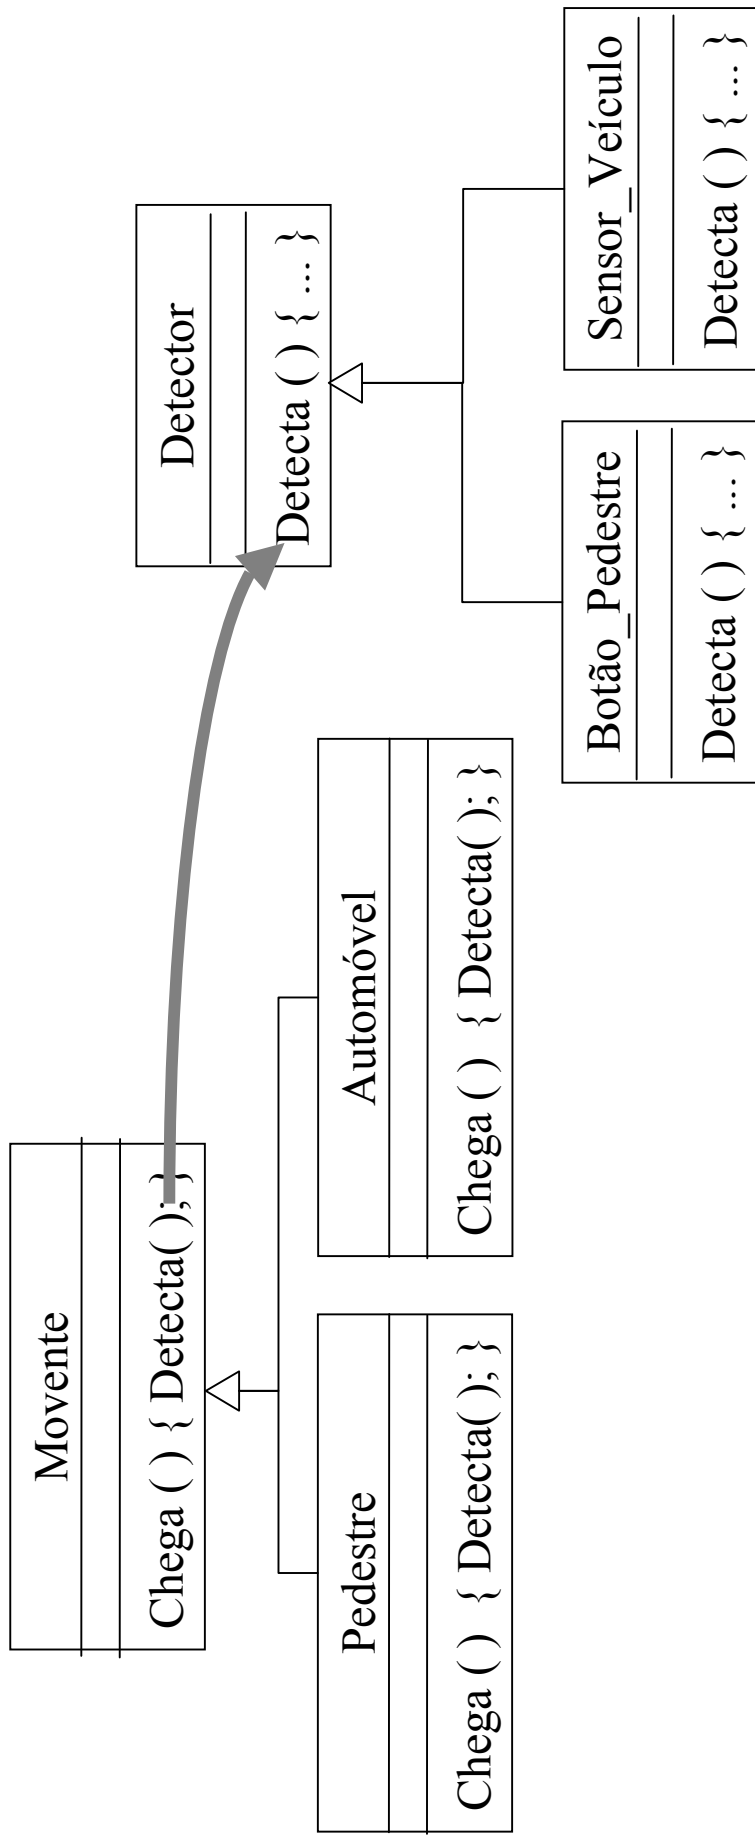 Movente
Chega ( ) { Detecta( ); }
Pedestre
Chega ( ) { Detecta( ); }
Automóvel
Chega ( ) { Detecta( ); }
Detector
Detecta ( ) { ... }
Botão_Pedestre
Detecta ( ) { ... }
Sensor_Veículo
Detecta ( ) { ... }